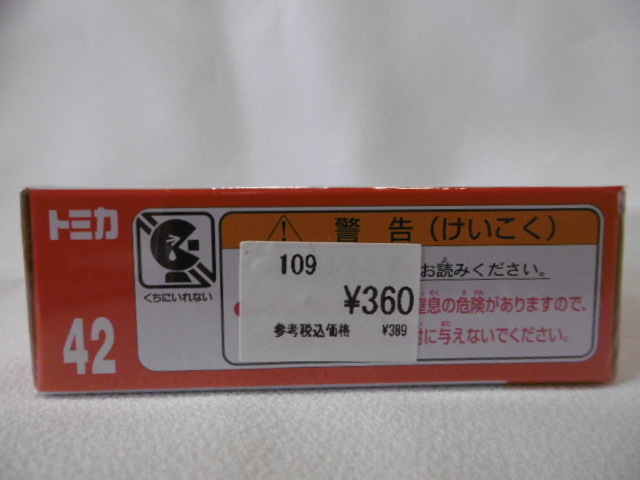 トミカ
くちにいれない
42
警告(けいこく)
お読みください。
窒息の危険がありますので、
対に与えないでください。
109
¥360
参考税込価格 ¥389